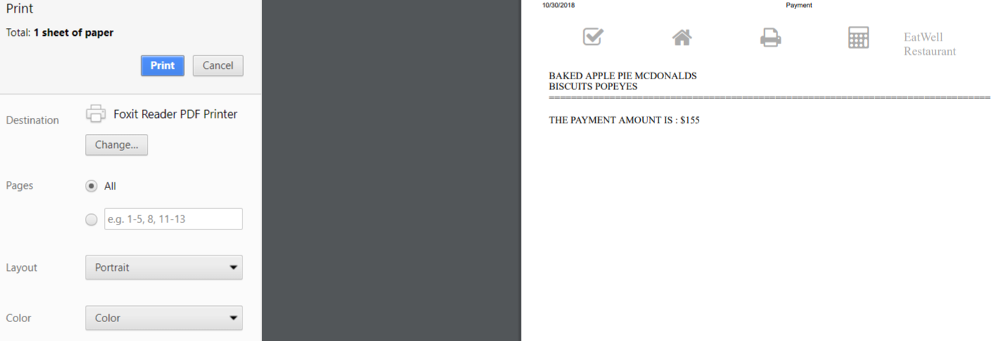 Print
Total: 1 sheet of paper
Print Cancel
Destination Foxit Reader PDF Printer
Change...
Pages All
e.g. 1-5, 8, 11-13
Layout Portrait
Color Color
10/30/2018 Payment
EatWell
Restaurant
BAKED APPLE PIE MCDONALDS
BISCUITS POPEYES
================================================================================
THE PAYMENT AMOUNT IS : $155